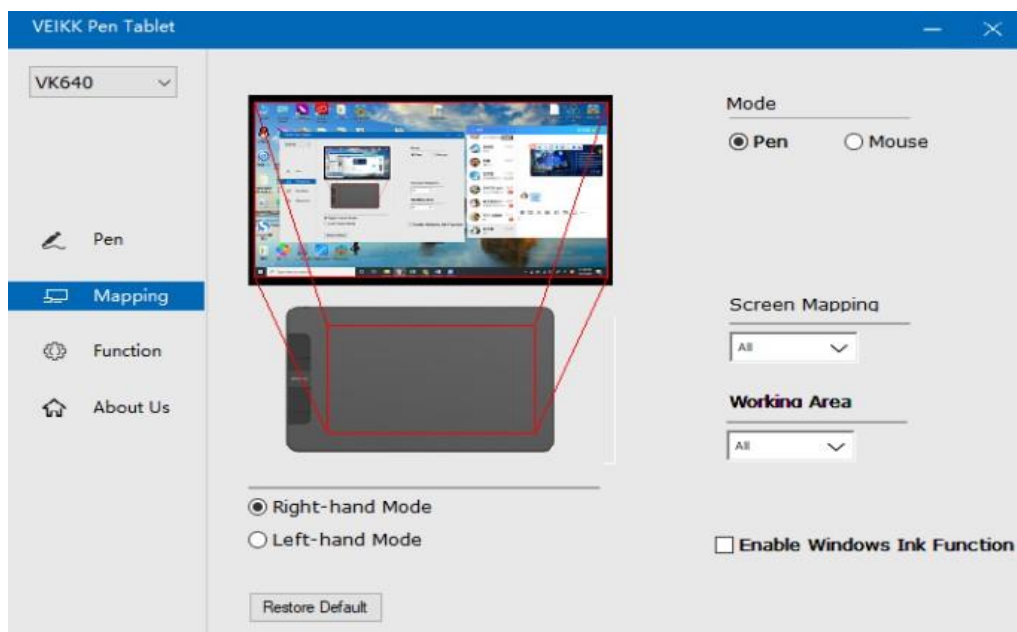 VEIKK Pen Tablet
VK640
Pen
Mapping
Function
About Us
Right-hand Mode
Left-hand Mode
Restore Default
Mode
Pen
Mouse
Screen Mapping
All
Working Area
All
Enable Windows Ink Function